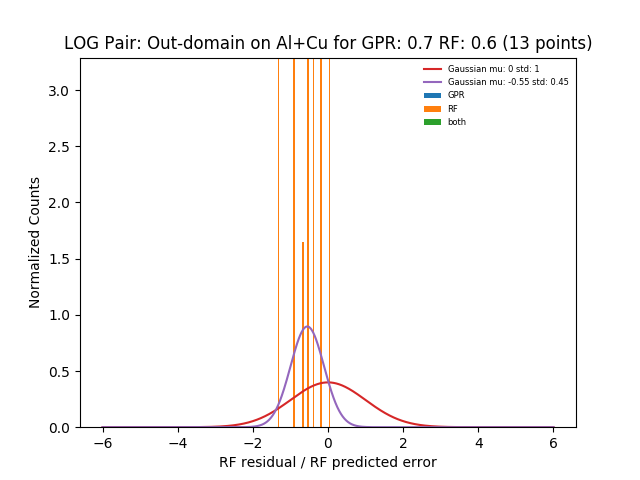 LOG Pair: Out-domain on Al+Cu for GPR: 0.7 RF: 0.6 (13 points)
Gaussian mu: 0 std: 1
Gaussian mu: -0.55 std: 0.45
GPR
RF
both
Normalized Counts
3.0
2.5
2.0
1.5
1.0
0.5
0.0
−6 −4 −2 0 2 4 6
RF residual / RF predicted error